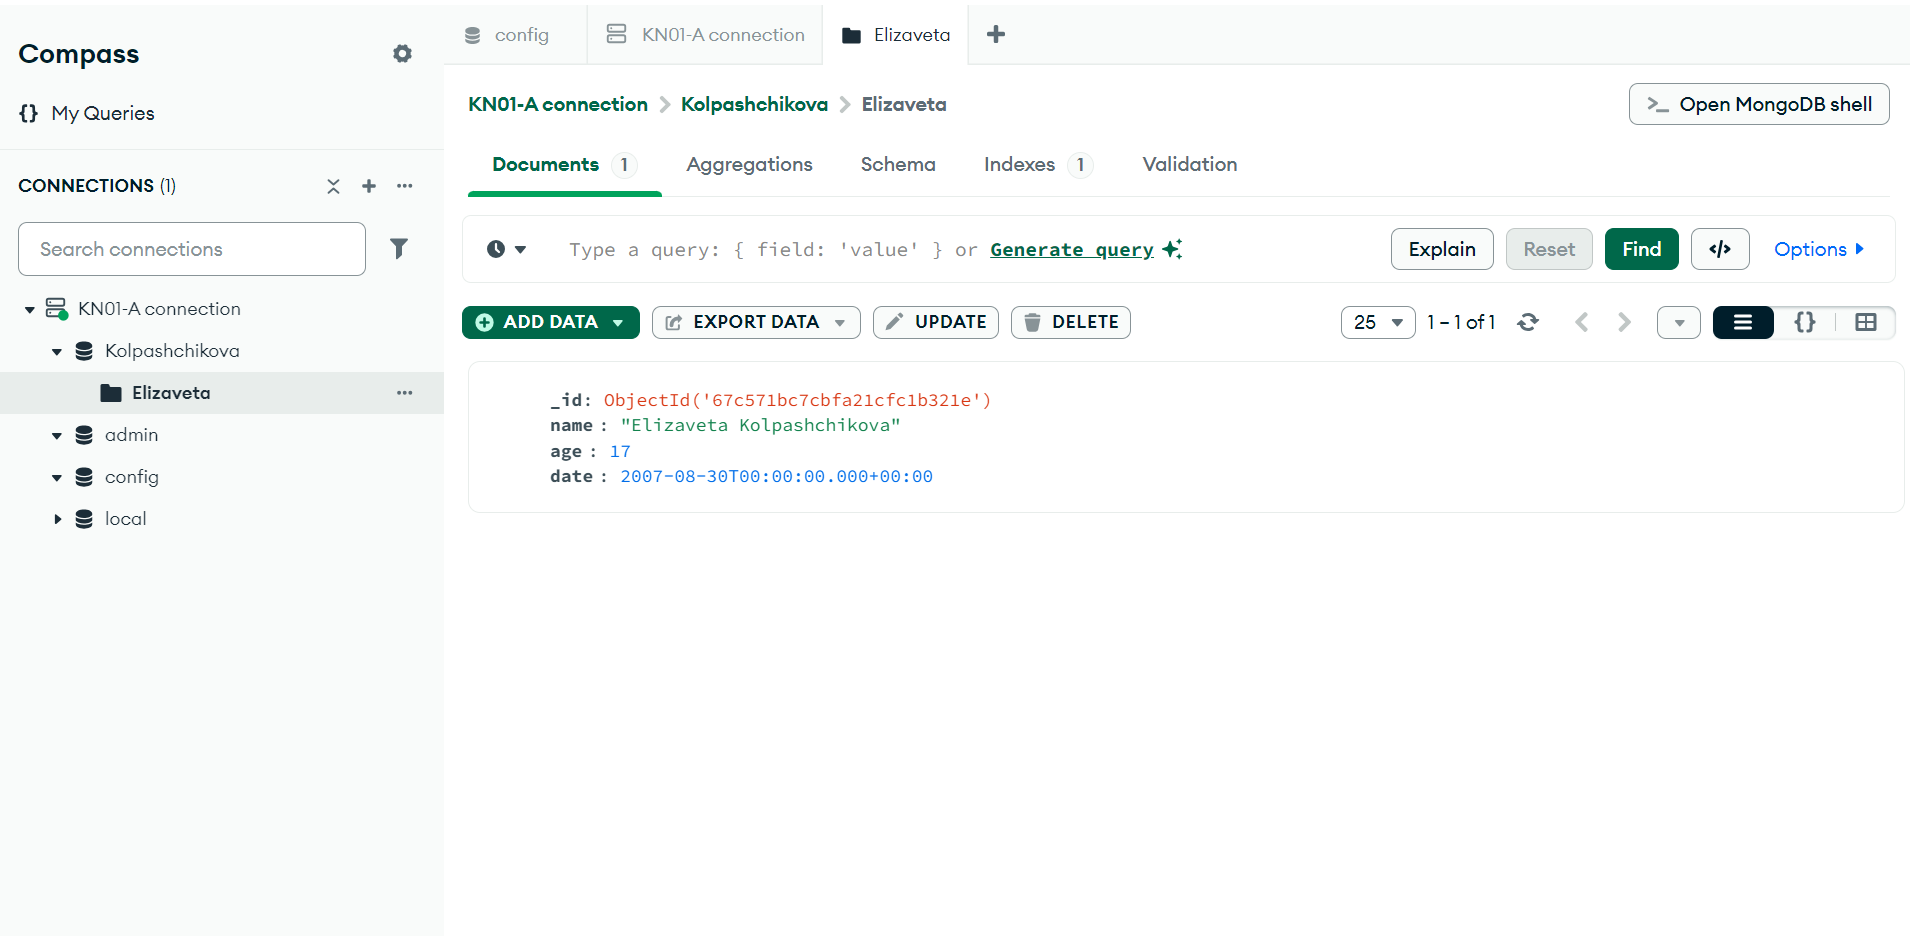 Compass
{} My Queries
CONNECTIONS (1)
Search connections
KN01-A connection
Kolpashchikova
Elizaveta
admin
config
local
config
KN01-A connection
Elizaveta
KN01-A connection > Kolpashchikova > Elizaveta
>_ Open MongoDB shell
Documents 1 Aggregations Schema Indexes 1 Validation
Type a query: { field: 'value' } or Generate query
Explain Reset Find </> Options
ADD DATA EXPORT DATA UPDATE DELETE 25 1 – 1 of 1 {}
_id: ObjectId('67c571bc7cbfa21cfc1b321e')
name : "Elizaveta Kolpashchikova"
age : 17
date : 2007-08-30T00:00:00.000+00:00